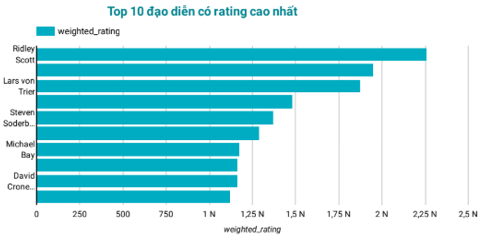 Top 10 đạo diễn có rating cao nhất
weighted_rating
Ridley
Scott
Lars von
Trier
Steven
Soderb...
Michael
Bay
David
Crone...
0 250 500 750 1 N 1,25 N 1,5 N 1,75 N 2 N 2,25 N 2,5 N
weighted_rating